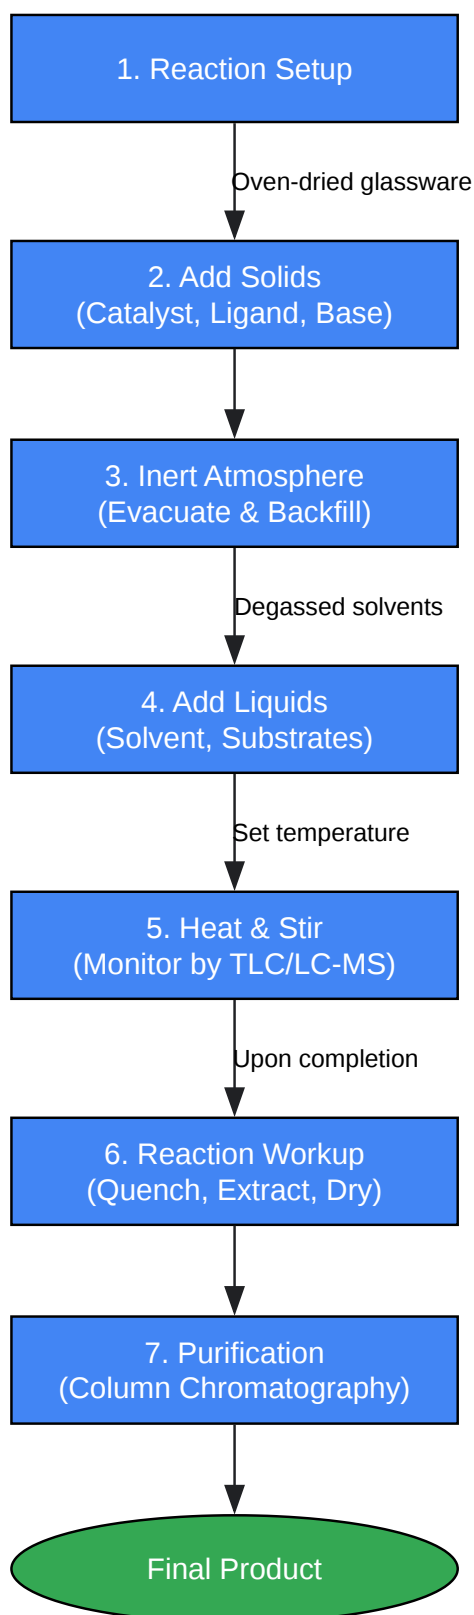 1. Reaction Setup
Oven-dried glassware
2. Add Solids
(Catalyst, Ligand, Base)
3. Inert Atmosphere
(Evacuate & Backfill)
Degassed solvents
4. Add Liquids
(Solvent, Substrates)
Set temperature
5. Heat & Stir
(Monitor by TLC/LC-MS)
Upon completion
6. Reaction Workup
(Quench, Extract, Dry)
7. Purification
(Column Chromatography)
Final Product